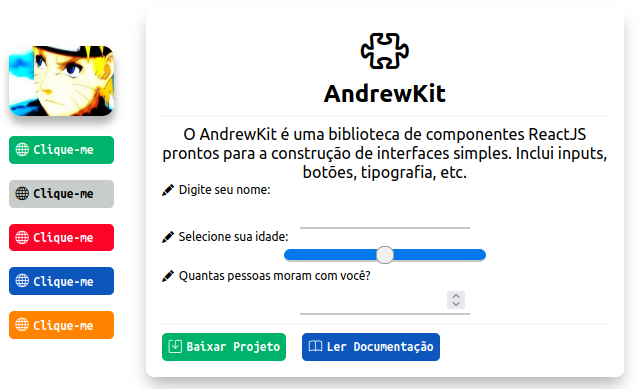 Clique-me
Clique-me
Clique-me
Clique-me
Clique-me
AndrewKit
O AndrewKit é uma biblioteca de componentes ReactJS
prontos para a construção de interfaces simples. Inclui inputs,
botões, tipografia, etc.
Digite seu nome:
Selecione sua idade:
Quantas pessoas moram com você?
Baixar Projeto
Ler Documentação